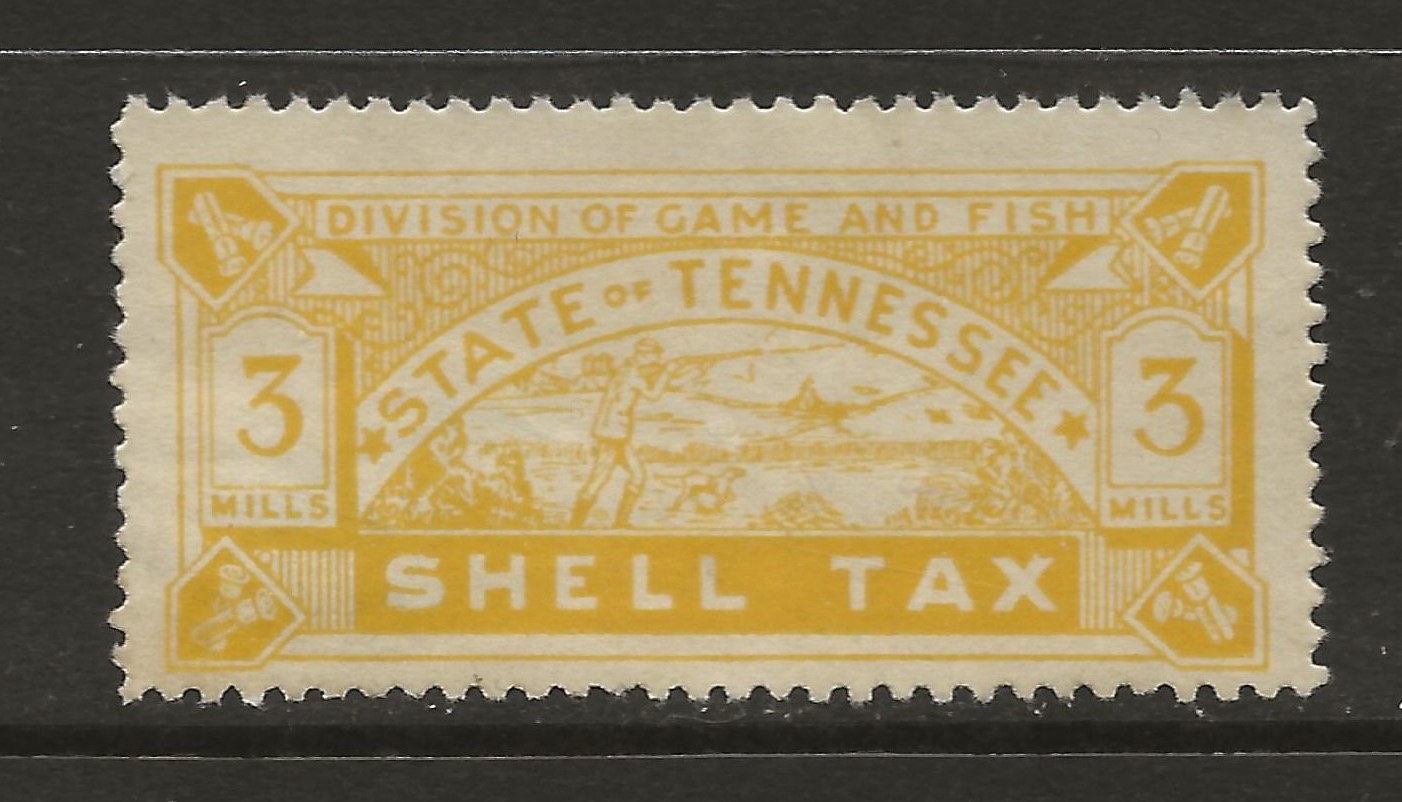 DIVISION OF GAME AND FISH
STATE OF TENNESSEE
3 3
MILLS MILLS
SHELL TAX